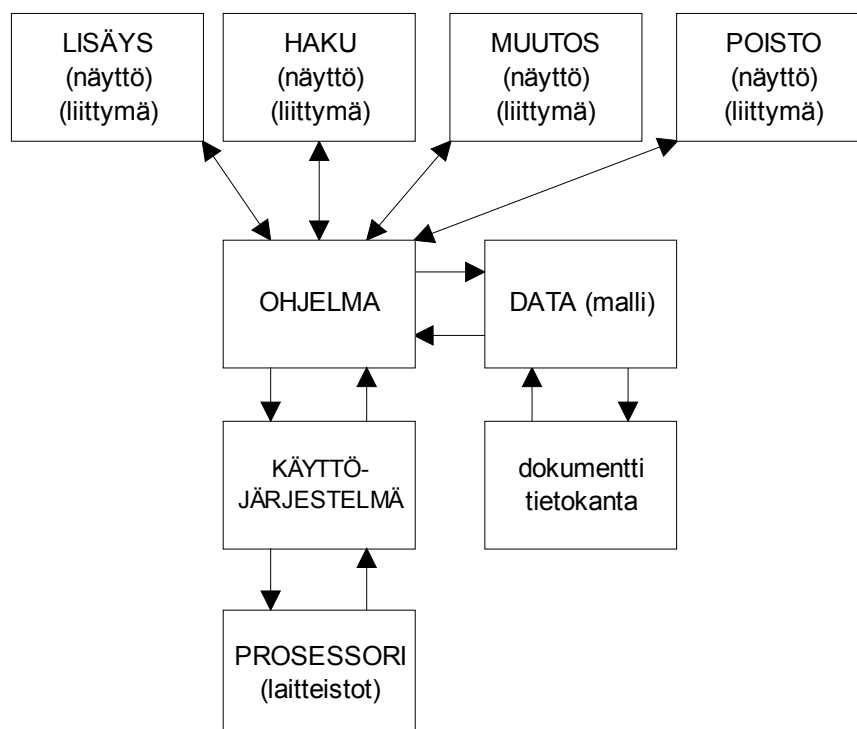 LISÄYS
(näyttö)
(liittymä)
HAKU
(näyttö)
(liittymä)
MUUTOS
(näyttö)
(liittymä)
POISTO
(näyttö)
(liittymä)
OHJELMA
DATA (malli)
KÄYTTÖ-
JÄRJESTELMÄ
dokumentti
tietokanta
PROSESSORI
(laitteistot)